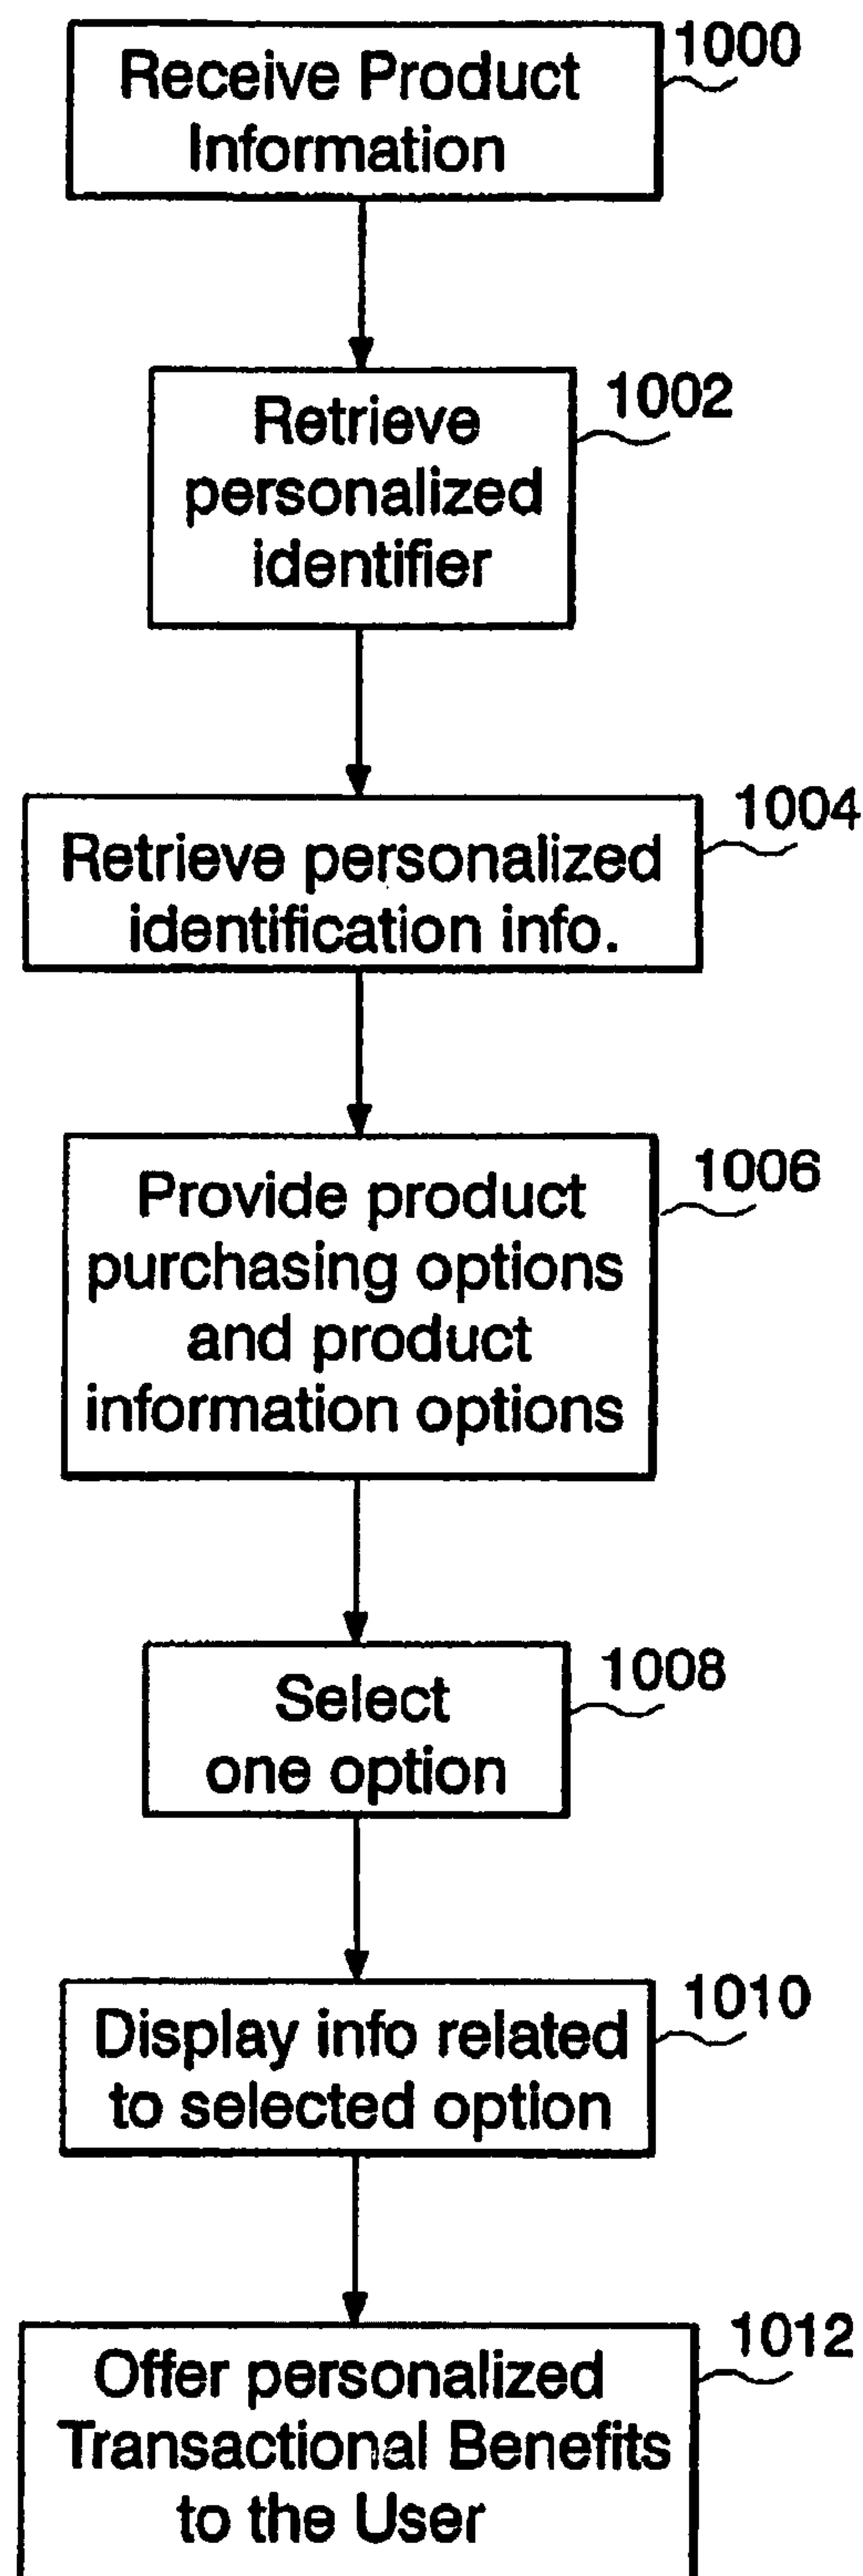 Receive Product
Information
1000
Retrieve
personalized
identifier
1002
Retrieve personalized
identification info.
1004
Provide product
purchasing options
and product
information options
1006
Select
one option
1008
Display info related
to selected option
1010
Offer personalized
Transactional Benefits
to the User
1012